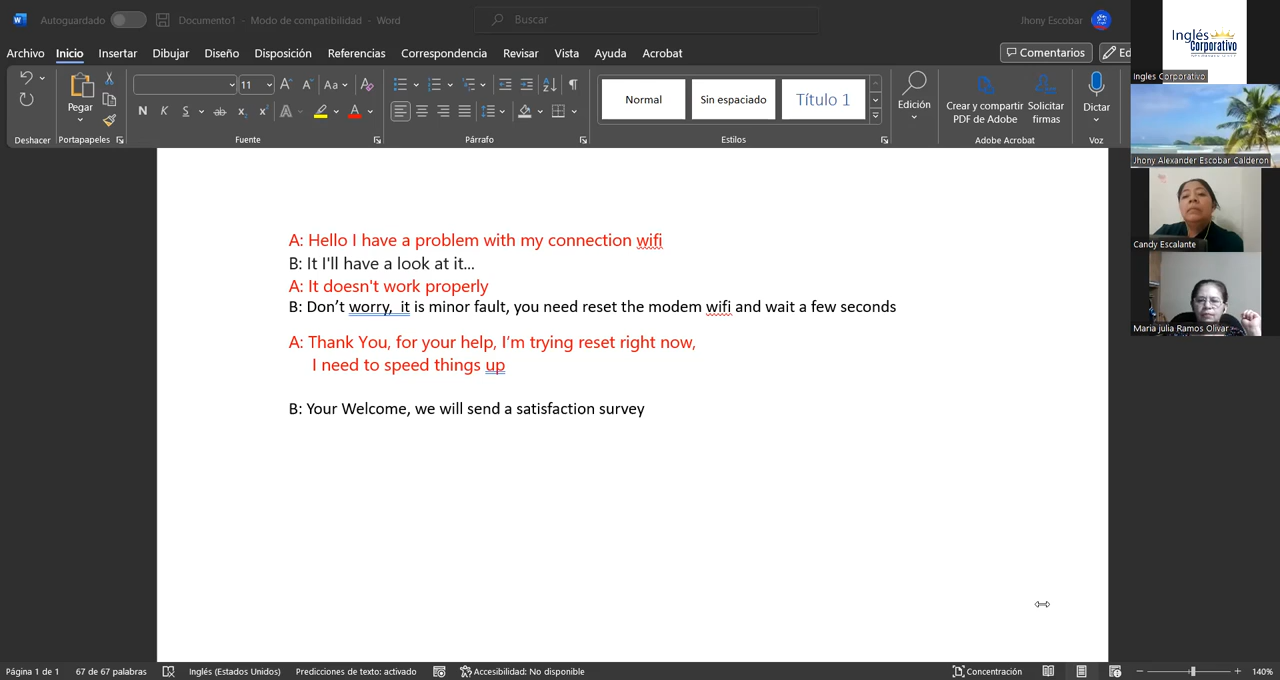 Autoguardado
Documento1 - Modo de compatibilidad - Word
Buscar
Jhony Escobar
Archivo Inicio Insertar Dibujar Diseño Disposición Referencias Correspondencia Revisar Vista Ayuda Acrobat
Comentarios
Ed
Pegar
11
Aa
N K S ab x₂ x² A A
Normal
Sin espaciado
Título 1
Edición
Crear y compartir PDF de Adobe
Solicitar firmas
Dictar
Deshacer Portapapeles Fuente Párrafo Estilos Adobe Acrobat Voz
Inglés Corporativo
Ingles Corporativo
Jhony Alexander Escobar Calderon
Candy Escalante
Maria julia Ramos Olivar
A: Hello I have a problem with my connection wifi
B: It I'll have a look at it...
A: It doesn't work properly
B: Don't worry, it is minor fault, you need reset the modem wifi and wait a few seconds
A: Thank You, for your help, I'm trying reset right now,
I need to speed things up
B: Your Welcome, we will send a satisfaction survey
Página 1 de 1 67 de 67 palabras Inglés (Estados Unidos) Predicciones de texto: activado Accesibilidad: No disponible Concentración 140%